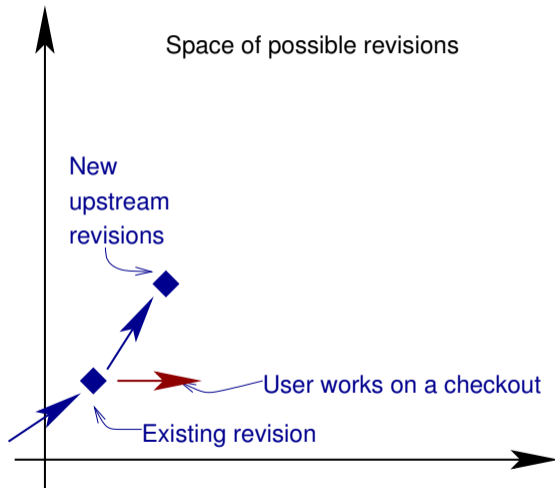 Space of possible revisions
New
upstream
revisions
User works on a checkout
Existing revision